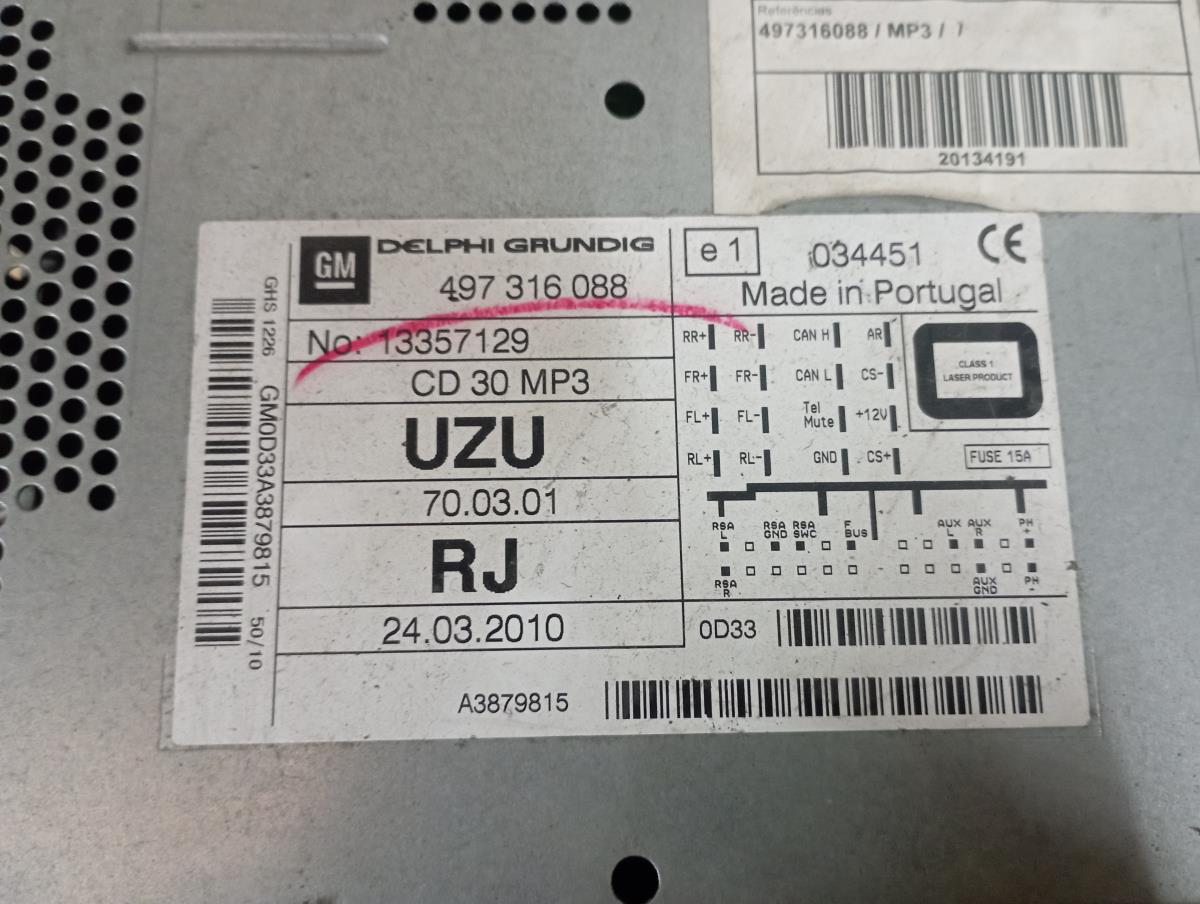 Referências
497316088 / MP3 /
20134191
GM
DELPHI GRUNDIG
497 316 088
No: 13357129
CD 30 MP3
UZU
70.03.01
RJ
24.03.2010
e 1
034451
CE
Made in Portugal
RR+ RR- CAN H AR
FR+ FR- CAN L CS-
FL+ FL- Tel Mute +12V
RL+ RL- GND CS+
CLASS 1
LASER PRODUCT
FUSE 15A
RSA L RSA GND RSA SWC F BUS AUX L AUX R PH +
RSA R AUX GND PH -
0D33
A3879815
GHS 1226 GM0D33A3879815 50/10